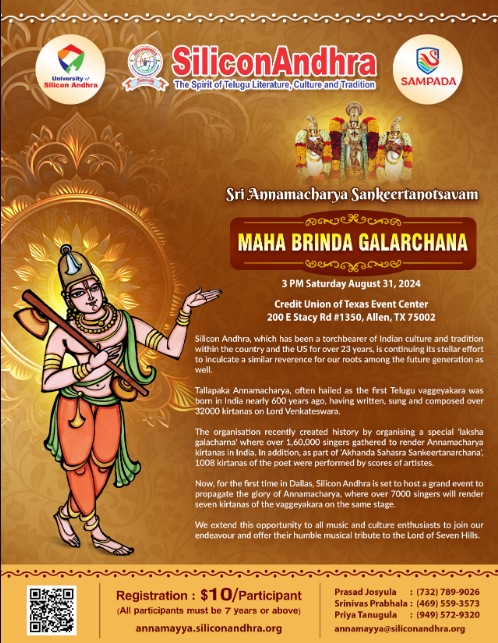 University of
Silicon Andhra
SiliconAndhra
The Spirit of Telugu Literature, Culture and Tradition
SAMPADA
Sri Annamacharya Sankeertanotsavam
MAHA BRINDA GALARCHANA
3 PM Saturday August 31, 2024
Credit Union of Texas Event Center
200 E Stacy Rd #1350, Allen, TX 75002
Silicon Andhra, which has been a torchbearer of Indian culture and tradition
within the country and the US for over 23 years, is continuing its stellar effort
to inculcate a similar reverence for our roots among the future generation as
well.
Tallapaka Annamacharya, often hailed as the first Telugu vaggeyakara was
born in India nearly 600 years ago, having written, sung and composed over
32000 kirtanas on Lord Venkateswara.
The organisation recently created history by organising a special 'laksha
galacharna' where over 1,60,000 singers gathered to render Annamacharya
kirtanas in India. In addition, as part of 'Akhanda Sahasra Sankeertanarchana',
1008 kirtanas of the poet were performed by scores of artistes.
Now, for the first time in Dallas, Silicon Andhra is set to host a grand event to
propagate the glory of Annamacharya, where over 7000 singers will render
seven kirtanas of the vaggeyakara on the same stage.
We extend this opportunity to all music and culture enthusiasts to join our
endeavour and offer their humble musical tribute to the Lord of Seven Hills.
Registration : $10/Participant
(All participants must be 7 years or above)
annamayya.siliconandhra.org
Prasad Josyula : (732) 789-9026
Srinivas Prabhala : (469) 559-3573
Priya Tanugula : (949) 572-9320
annamayya@siliconandhra.org